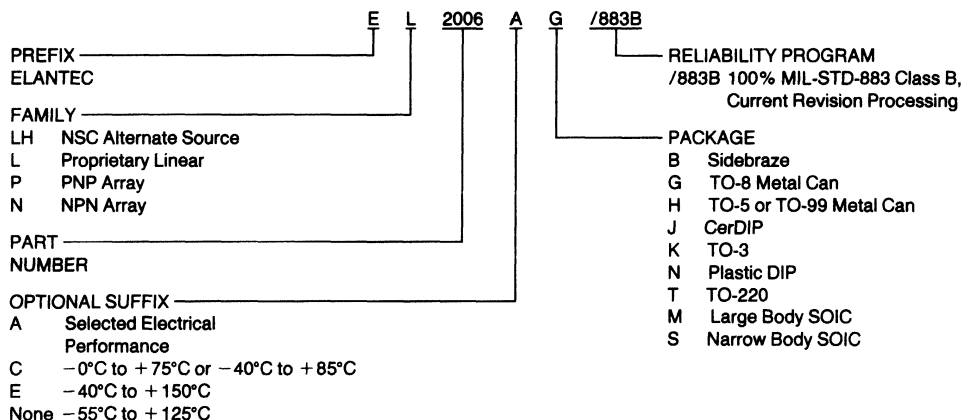 E L 2006 A G /883B
PREFIX
ELANTEC
FAMILY
LH NSC Alternate Source
L Proprietary Linear
P PNP Array
N NPN Array
PART
NUMBER
OPTIONAL SUFFIX
A Selected Electrical
Performance
C −0°C to +75°C or −40°C to +85°C
E −40°C to +150°C
None −55°C to +125°C
RELIABILITY PROGRAM
/883B 100% MIL-STD-883 Class B,
Current Revision Processing
PACKAGE
B Sidebraze
G TO-8 Metal Can
H TO-5 or TO-99 Metal Can
J CerDIP
K TO-3
N Plastic DIP
T TO-220
M Large Body SOIC
S Narrow Body SOIC